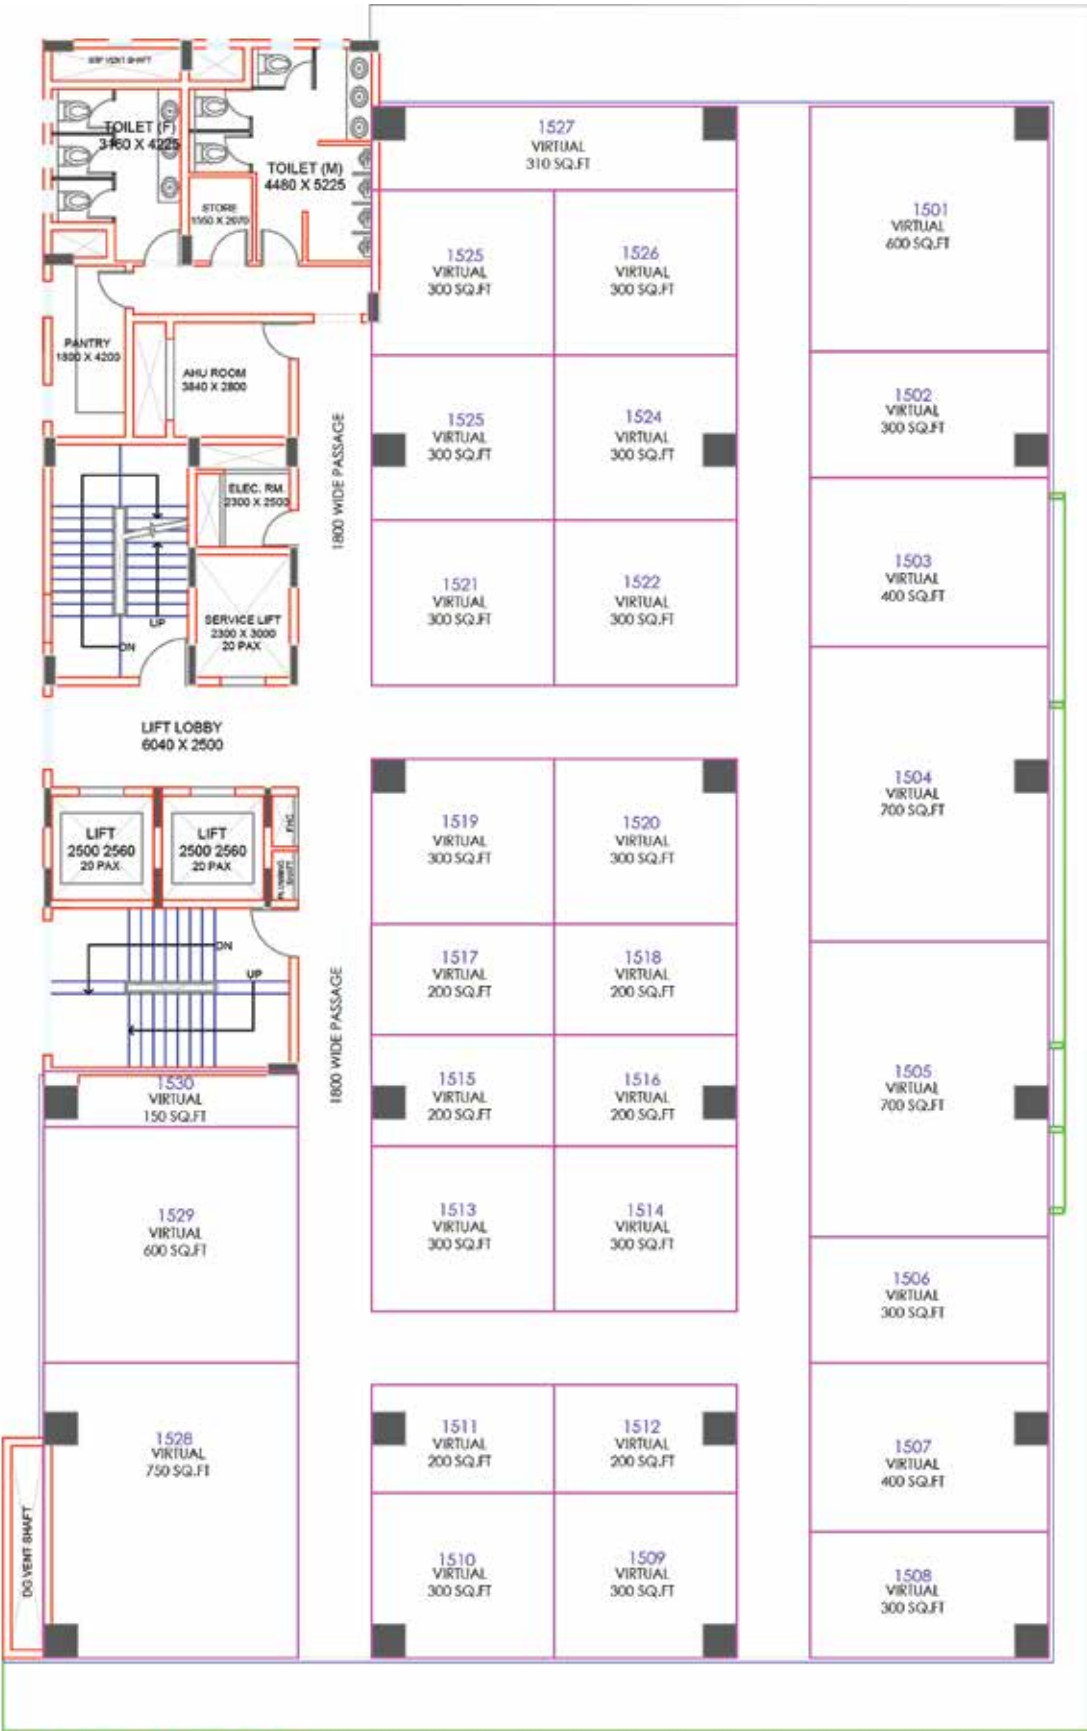 SBP VENT SHAFT
TOILET (F)
3160 X 4225
TOILET (M)
4480 X 5225
STORE
1550 X 2070
PANTRY
1800 X 4200
AHU ROOM
3840 X 2800
ELEC. RM.
2300 X 2500
1800 WIDE PASSAGE
SERVICE LIFT
2300 X 3000
20 PAX
UP
DN
LIFT LOBBY
6040 X 2500
LIFT
2500 2560
20 PAX
LIFT
2500 2560
20 PAX
FHC
SHAFT
DN
UP
1800 WIDE PASSAGE
1530
VIRTUAL
150 SQ.FT
1529
VIRTUAL
600 SQ.FT
1528
VIRTUAL
750 SQ.FT
DG VENT SHAFT
1527
VIRTUAL
310 SQ.FT
1525
VIRTUAL
300 SQ.FT
1526
VIRTUAL
300 SQ.FT
1525
VIRTUAL
300 SQ.FT
1524
VIRTUAL
300 SQ.FT
1521
VIRTUAL
300 SQ.FT
1522
VIRTUAL
300 SQ.FT
1519
VIRTUAL
300 SQ.FT
1520
VIRTUAL
300 SQ.FT
1517
VIRTUAL
200 SQ.FT
1518
VIRTUAL
200 SQ.FT
1515
VIRTUAL
200 SQ.FT
1516
VIRTUAL
200 SQ.FT
1513
VIRTUAL
300 SQ.FT
1514
VIRTUAL
300 SQ.FT
1511
VIRTUAL
200 SQ.FT
1512
VIRTUAL
200 SQ.FT
1510
VIRTUAL
300 SQ.FT
1509
VIRTUAL
300 SQ.FT
1501
VIRTUAL
600 SQ.FT
1502
VIRTUAL
300 SQ.FT
1503
VIRTUAL
400 SQ.FT
1504
VIRTUAL
700 SQ.FT
1505
VIRTUAL
700 SQ.FT
1506
VIRTUAL
300 SQ.FT
1507
VIRTUAL
400 SQ.FT
1508
VIRTUAL
300 SQ.FT